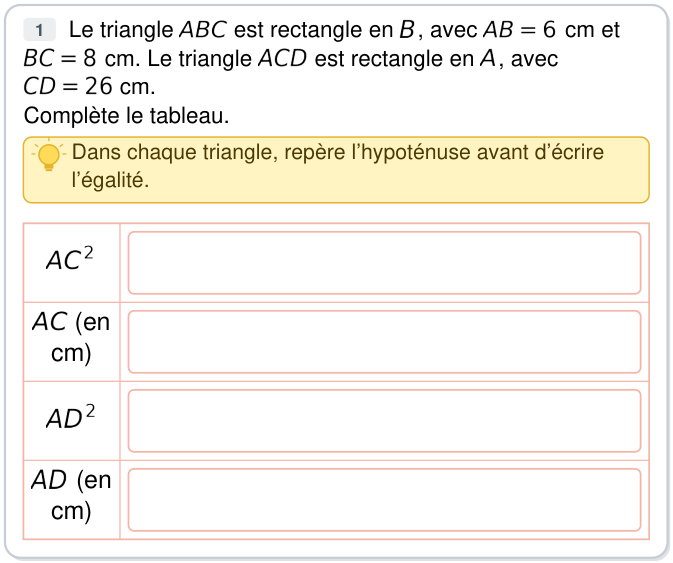 1 Le triangle ABC est rectangle en B, avec AB = 6 cm et
BC = 8 cm. Le triangle ACD est rectangle en A, avec
CD = 26 cm.
Complète le tableau.
Dans chaque triangle, repère l'hypoténuse avant d'écrire
l'égalité.
AC²
AC (en
cm)
AD²
AD (en
cm)